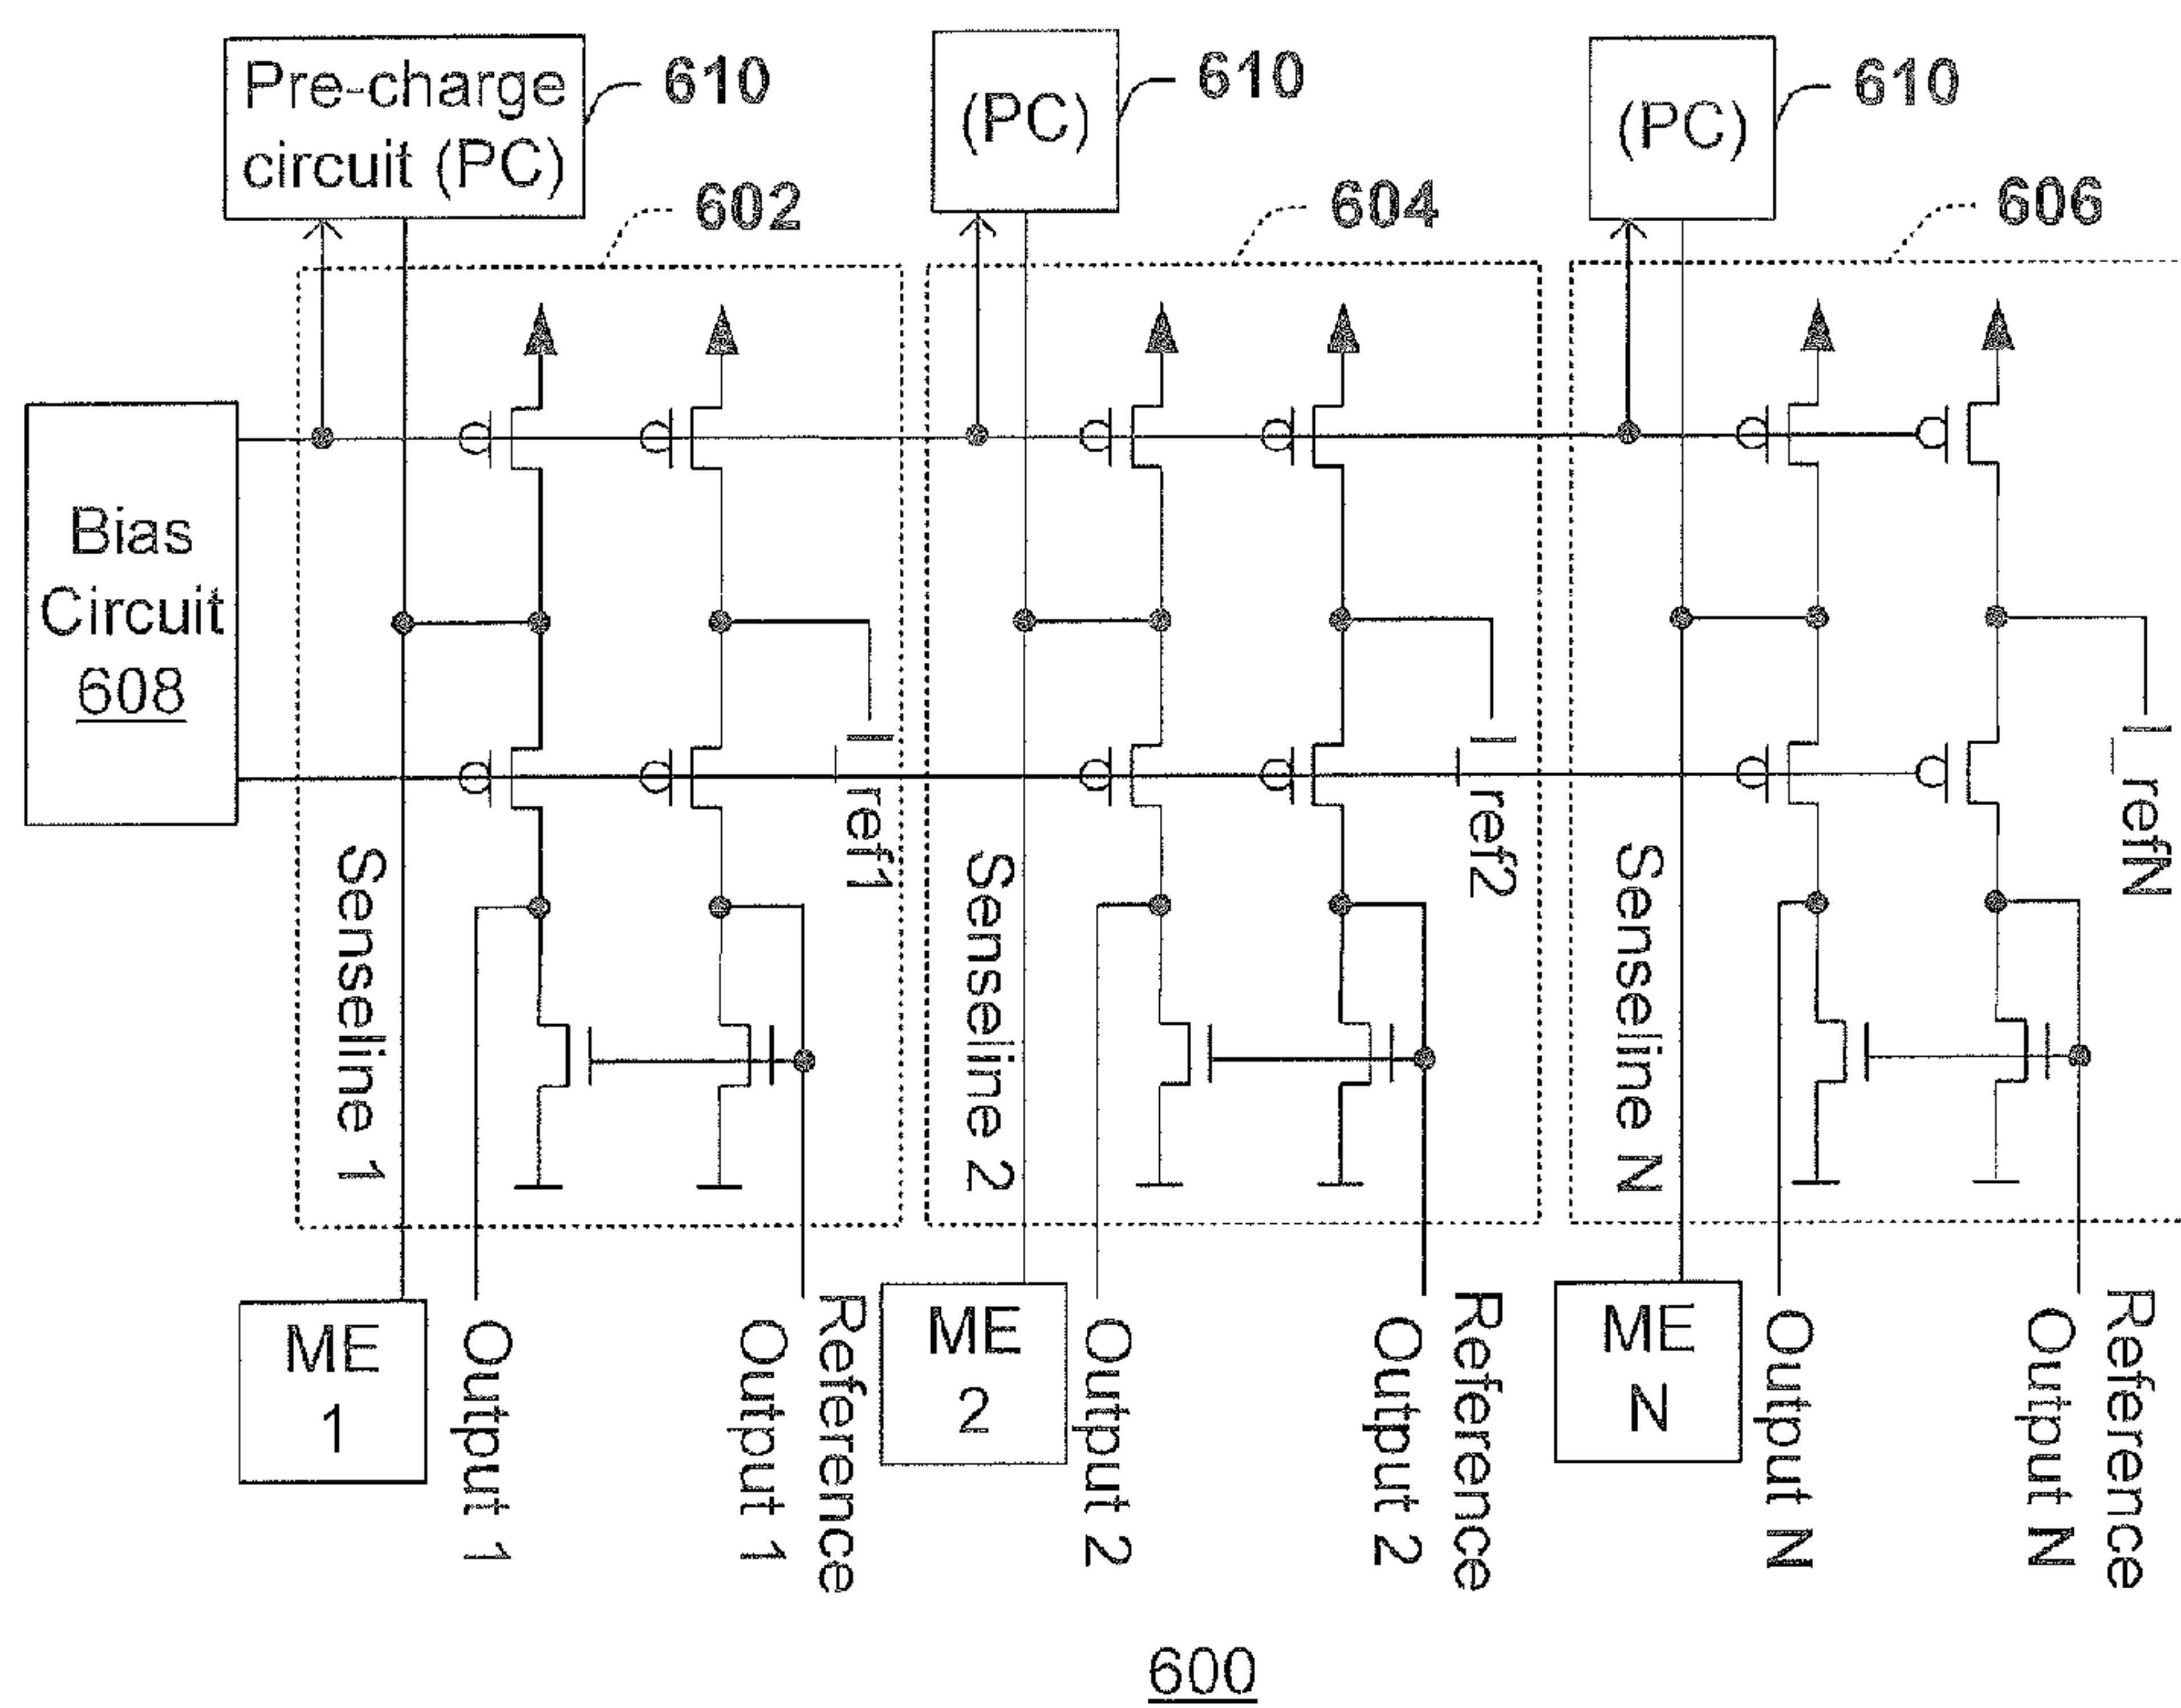 Pre-charge
circuit (PC)
610
(PC)
610
(PC)
610
602
604
606
Bias
Circuit
608
I_ref1
I_ref2
I_refN
Senseline 1
Senseline 2
Senseline N
ME
1
Output 1
Reference
Output 1
ME
2
Output 2
Reference
Output 2
ME
N
Output N
Reference
Output N
600